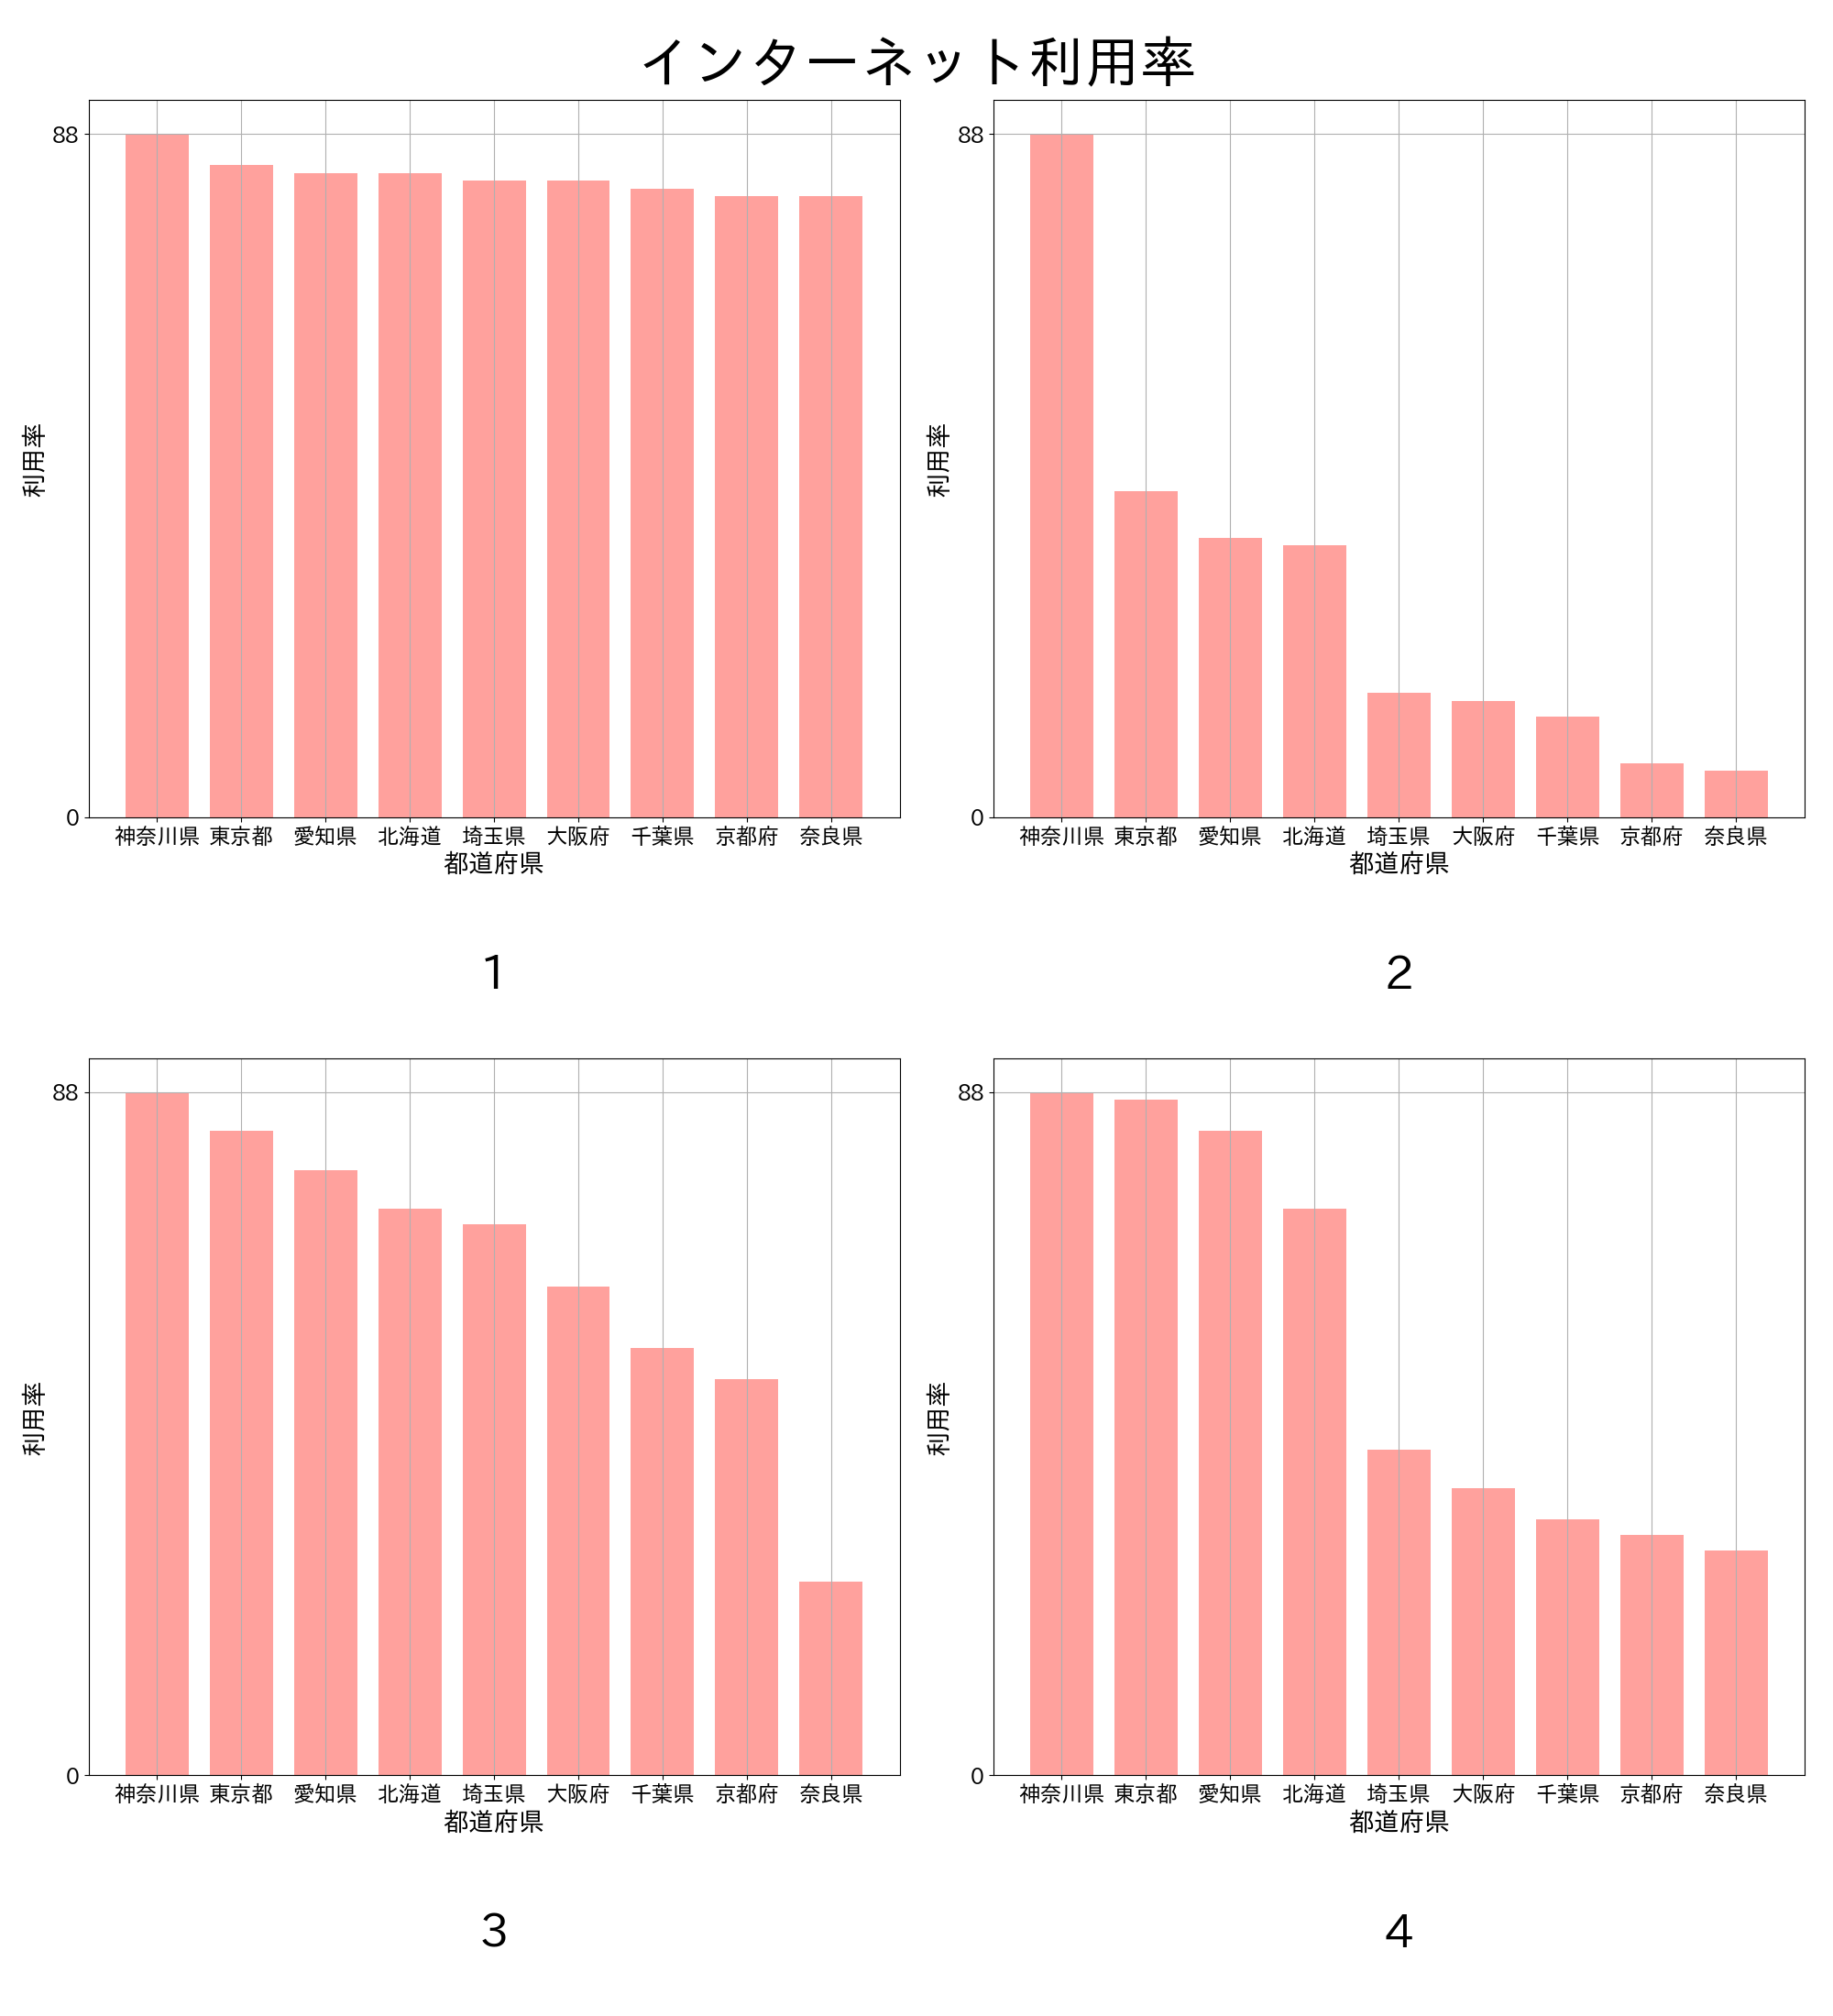 インターネット利用率
88
0
利用率
神奈川県 東京都 愛知県 北海道 埼玉県 大阪府 千葉県 京都府 奈良県
都道府県
1
88
0
利用率
神奈川県 東京都 愛知県 北海道 埼玉県 大阪府 千葉県 京都府 奈良県
都道府県
2
88
0
利用率
神奈川県 東京都 愛知県 北海道 埼玉県 大阪府 千葉県 京都府 奈良県
都道府県
3
88
0
利用率
神奈川県 東京都 愛知県 北海道 埼玉県 大阪府 千葉県 京都府 奈良県
都道府県
4